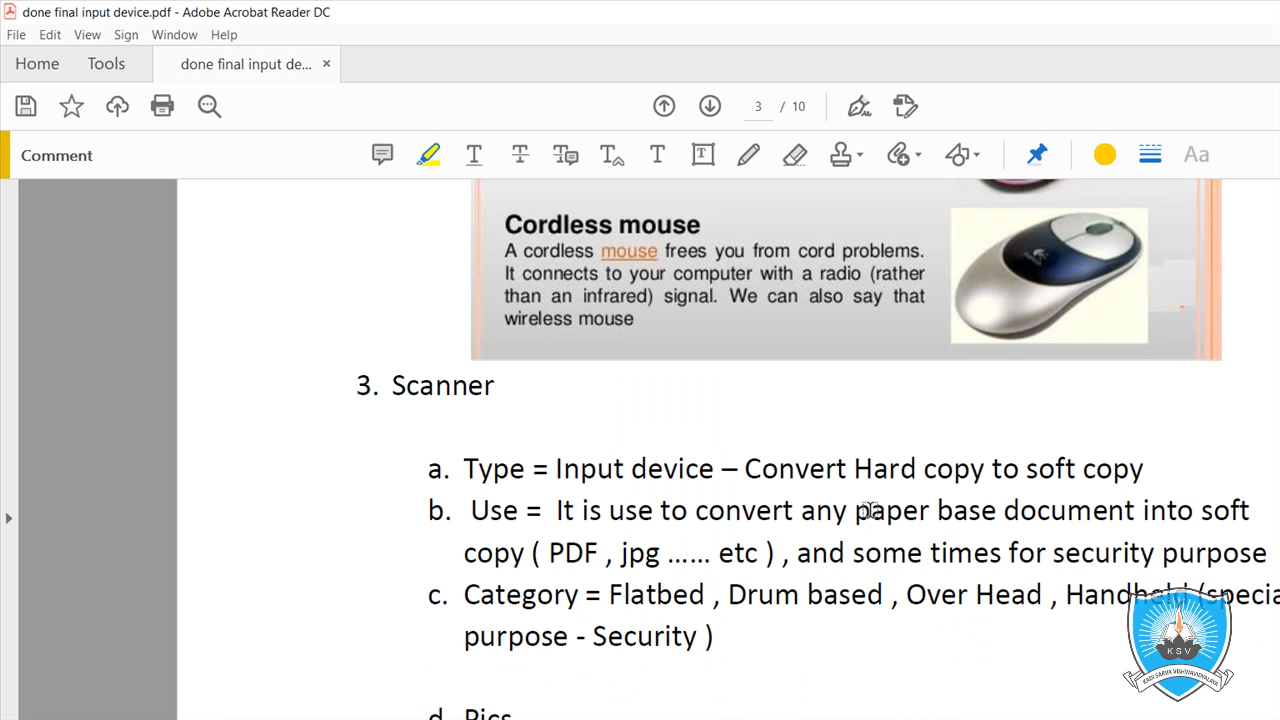 done final input device.pdf - Adobe Acrobat Reader DC
File Edit View Sign Window Help
Home Tools done final input de... ×
3 / 10
Comment
Aa
Cordless mouse
A cordless mouse frees you from cord problems.
It connects to your computer with a radio (rather
than an infrared) signal. We can also say that
wireless mouse
3. Scanner
a. Type = Input device – Convert Hard copy to soft copy
b. Use = It is use to convert any paper base document into soft
copy ( PDF , jpg …… etc ) , and some times for security purpose
c. Category = Flatbed , Drum based , Over Head , Handheld (specia
purpose - Security )
d. Pics
KSV
KADI SARVA VISHWAVIDYALAYA